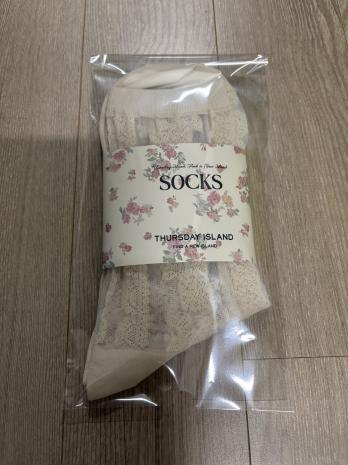 SOCKS
THURSDAY ISLAND
FIND A NEW ISLAND